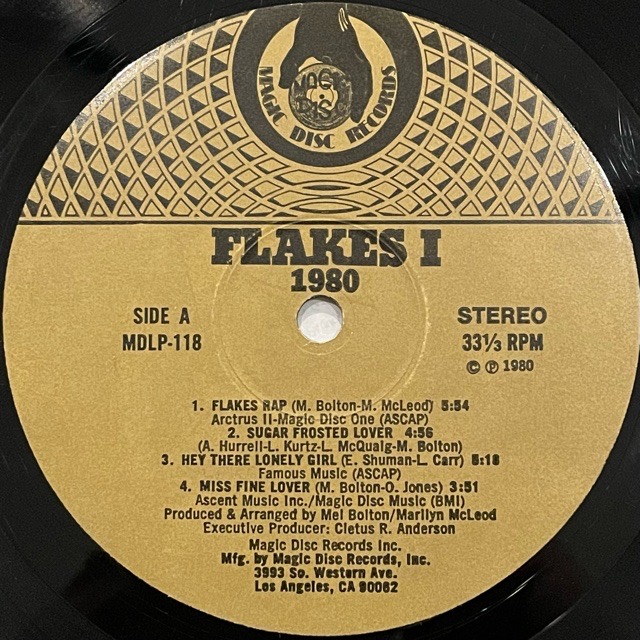 MAGIC DISC
MAGIC DISC RECORDS
FLAKES I
1980
SIDE A
MDLP-118
STEREO
33⅓ RPM
© ℗ 1980
1. FLAKES RAP (M. Bolton-M. McLeod) 5:54
Arctrus II-Magic Disc One (ASCAP)
2. SUGAR FROSTED LOVER 4:56
(A. Hurrell-L. Kurtz-L. McQuaig-M. Bolton)
3. HEY THERE LONELY GIRL (E. Shuman-L. Carr) 5:18
Famous Music (ASCAP)
4. MISS FINE LOVER (M. Bolton-O. Jones) 3:51
Ascent Music Inc./Magic Disc Music (BMI)
Produced & Arranged by Mel Bolton/Marilyn McLeod
Executive Producer: Cletus R. Anderson
Magic Disc Records Inc.
Mfg. by Magic Disc Records, Inc.
3993 So. Western Ave.
Los Angeles, CA 90062